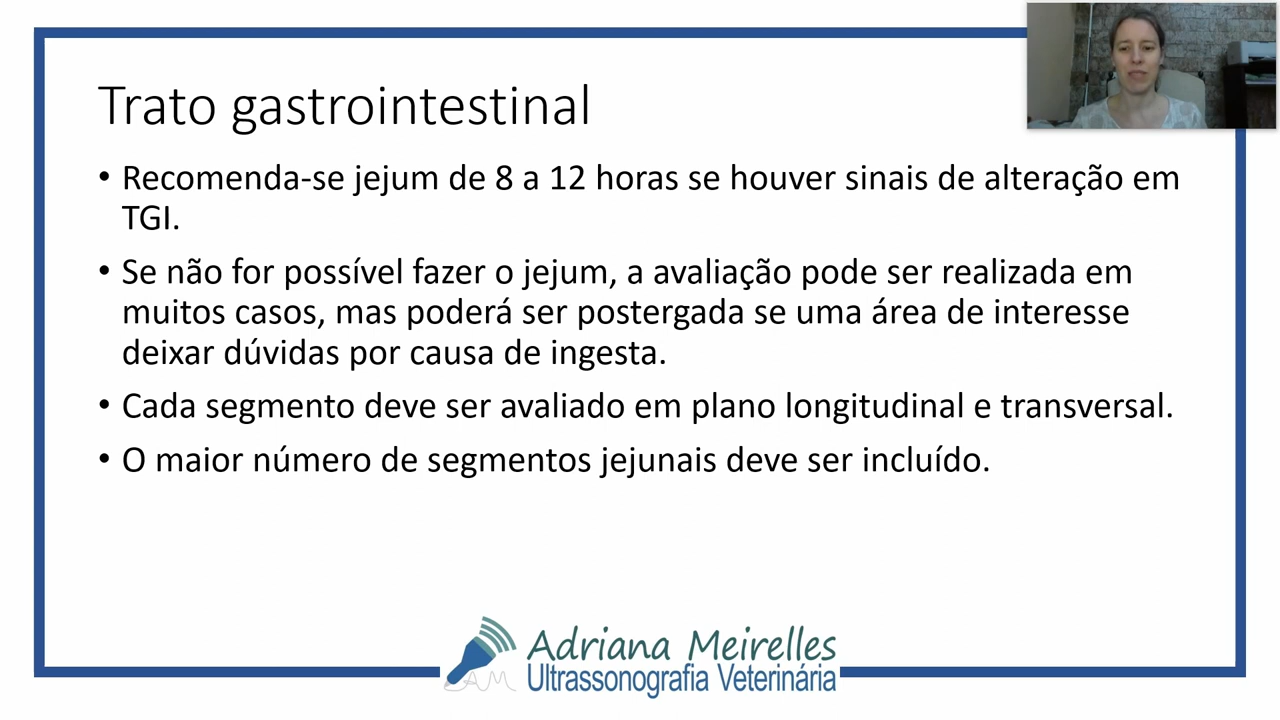 Trato gastrointestinal
• Recomenda-se jejum de 8 a 12 horas se houver sinais de alteração em
TGI.
• Se não for possível fazer o jejum, a avaliação pode ser realizada em
muitos casos, mas poderá ser postergada se uma área de interesse
deixar dúvidas por causa de ingesta.
• Cada segmento deve ser avaliado em plano longitudinal e transversal.
• O maior número de segmentos jejunais deve ser incluído.
Adriana Meirelles
AM
Ultrassonografia Veterinária